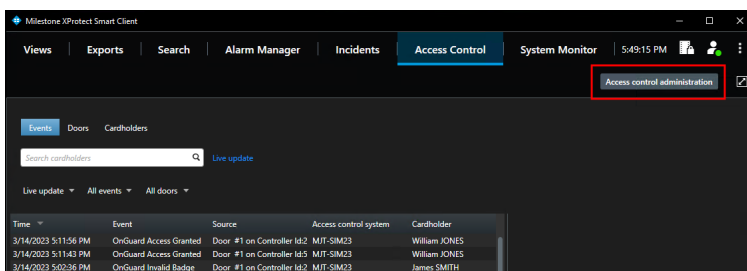 Milestone XProtect Smart Client
Views Exports Search Alarm Manager Incidents Access Control System Monitor 5:49:15 PM
Access control administration
Events Doors Cardholders
Search cardholders Live update
Live update All events All doors
Time Event Source Access control system Cardholder
3/14/2023 5:11:56 PM OnGuard Access Granted Door #1 on Controller Id:2 MJT-SIM23 William JONES
3/14/2023 5:11:43 PM OnGuard Access Granted Door #1 on Controller Id:5 MJT-SIM23 William JONES
3/14/2023 5:02:36 PM OnGuard Invalid Badge Door #1 on Controller Id:2 MJT-SIM23 James SMITH